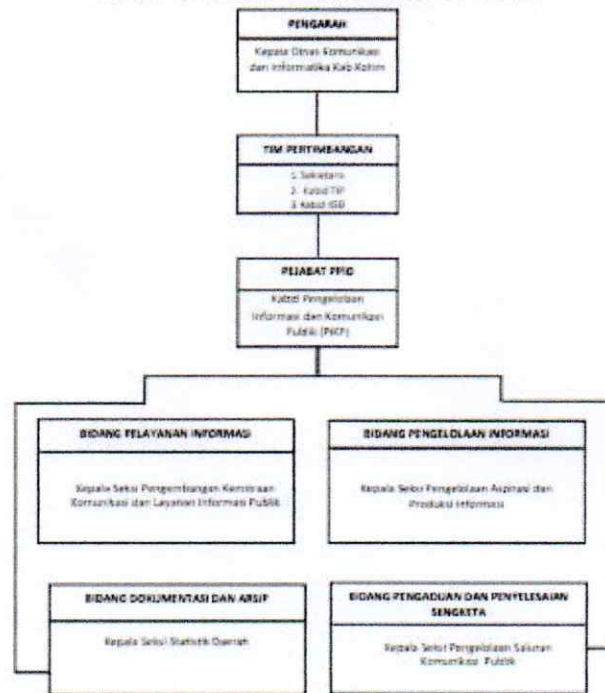 PENGARAH
Kepala Dinas Komunikasi
dan Informatika Kab Kotim
TIM PERTIMBANGAN
1. Sekretaris
2. Kabid TIP
3. Kabid
PEJABAT PPID
Kabid Pengelolaan
Informasi dan Komunikasi
Publik (PIKP)
BIDANG PELAYANAN INFORMASI
Kepala Seksi Pengembangan Kemitraan
Komunikasi dan Layanan Informasi Publik
BIDANG PENGELOLAAN INFORMASI
Kepala Seksi Pengelolaan Aspirasi dan
Produksi Informasi
BIDANG DOKUMENTASI DAN ARSIP
Kepala Seksi Statistik Daerah
BIDANG PENGADUAN DAN PENYELESAIAN
SENGKETA
Kepala Seksi Pengelolaan Saluran
Komunikasi Publik